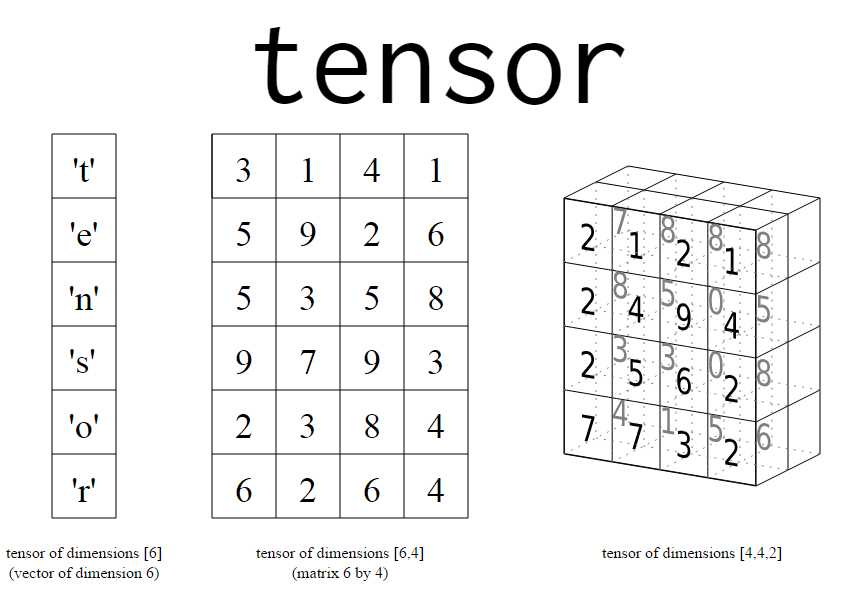 tensor
't'
'e'
'n'
's'
'o'
'r'
3 1 4 1
5 9 2 6
5 3 5 8
9 7 9 3
2 3 8 4
6 2 6 4
2 7 1 8 2 8 1 8
2 8 4 5 9 0 4 5
2 3 5 3 6 0 2 8
7 4 7 1 3 5 2 6
tensor of dimensions [6]
(vector of dimension 6)
tensor of dimensions [6,4]
(matrix 6 by 4)
tensor of dimensions [4,4,2]